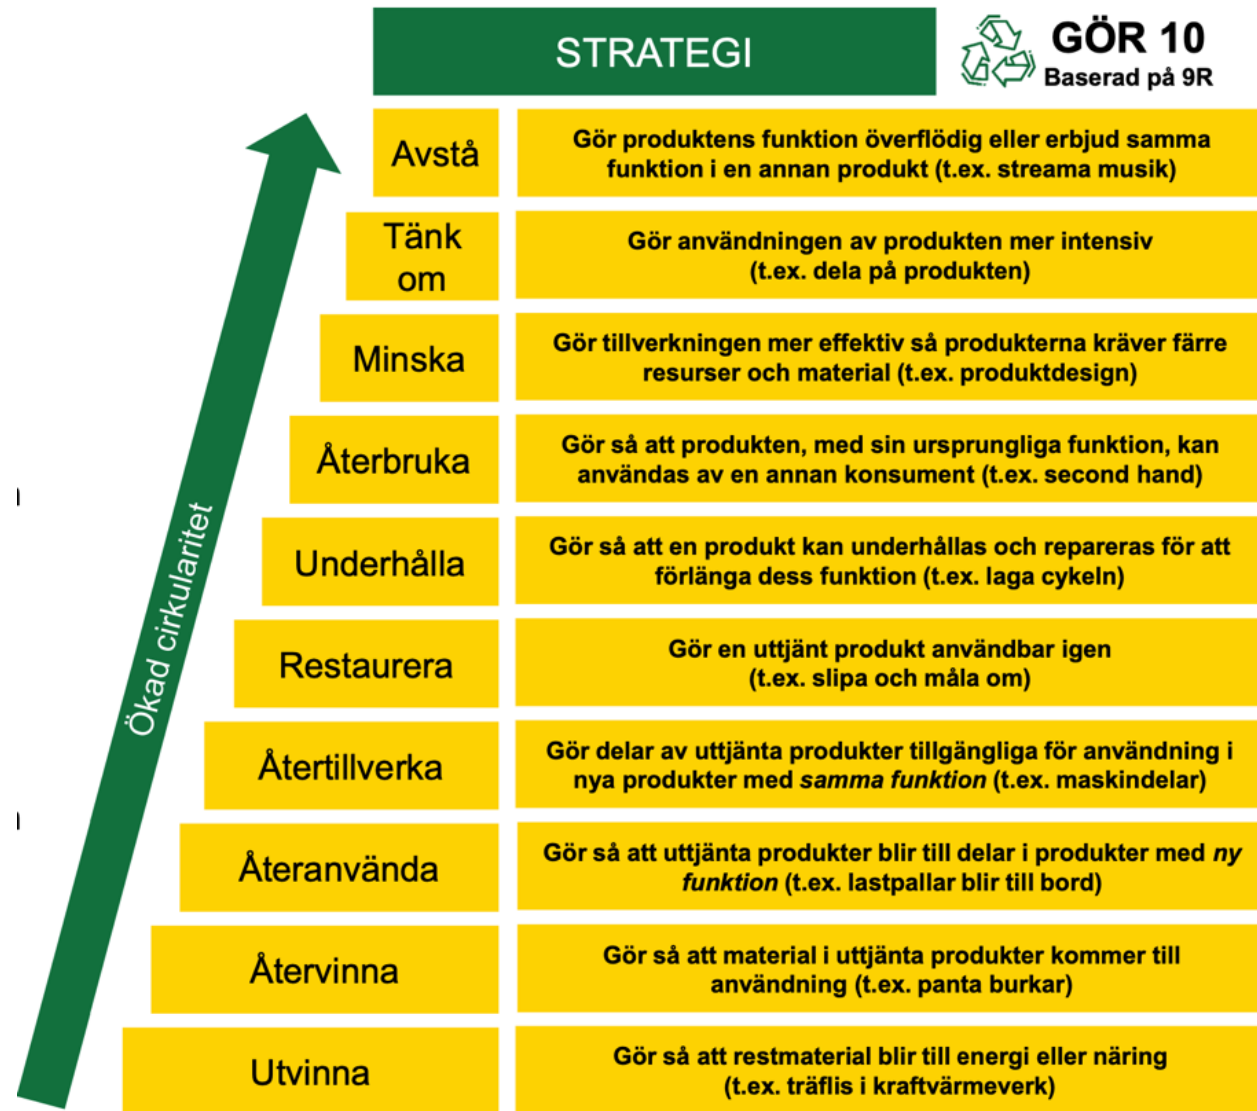 STRATEGI
GÖR 10
Baserad på 9R
Ökad cirkularitet
Avstå
Gör produktens funktion överflödig eller erbjud samma
funktion i en annan produkt (t.ex. streama musik)
Tänk
om
Gör användningen av produkten mer intensiv
(t.ex. dela på produkten)
Minska
Gör tillverkningen mer effektiv så produkterna kräver färre
resurser och material (t.ex. produktdesign)
Återbruka
Gör så att produkten, med sin ursprungliga funktion, kan
användas av en annan konsument (t.ex. second hand)
Underhålla
Gör så att en produkt kan underhållas och repareras för att
förlänga dess funktion (t.ex. laga cykeln)
Restaurera
Gör en uttjänt produkt användbar igen
(t.ex. slipa och måla om)
Återtillverka
Gör delar av uttjänta produkter tillgängliga för användning i
nya produkter med samma funktion (t.ex. maskindelar)
Återanvända
Gör så att uttjänta produkter blir till delar i produkter med ny
funktion (t.ex. lastpallar blir till bord)
Återvinna
Gör så att material i uttjänta produkter kommer till
användning (t.ex. panta burkar)
Utvinna
Gör så att restmaterial blir till energi eller näring
(t.ex. träflis i kraftvärmeverk)